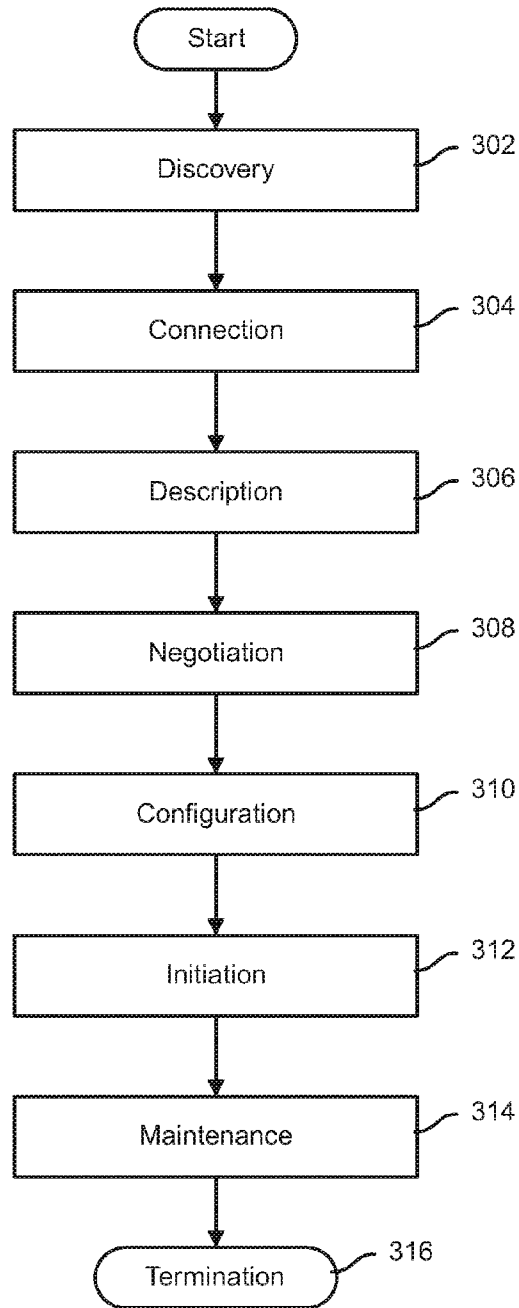 Start
Discovery
302
Connection
304
Description
306
Negotiation
308
Configuration
310
Initiation
312
Maintenance
314
Termination
316